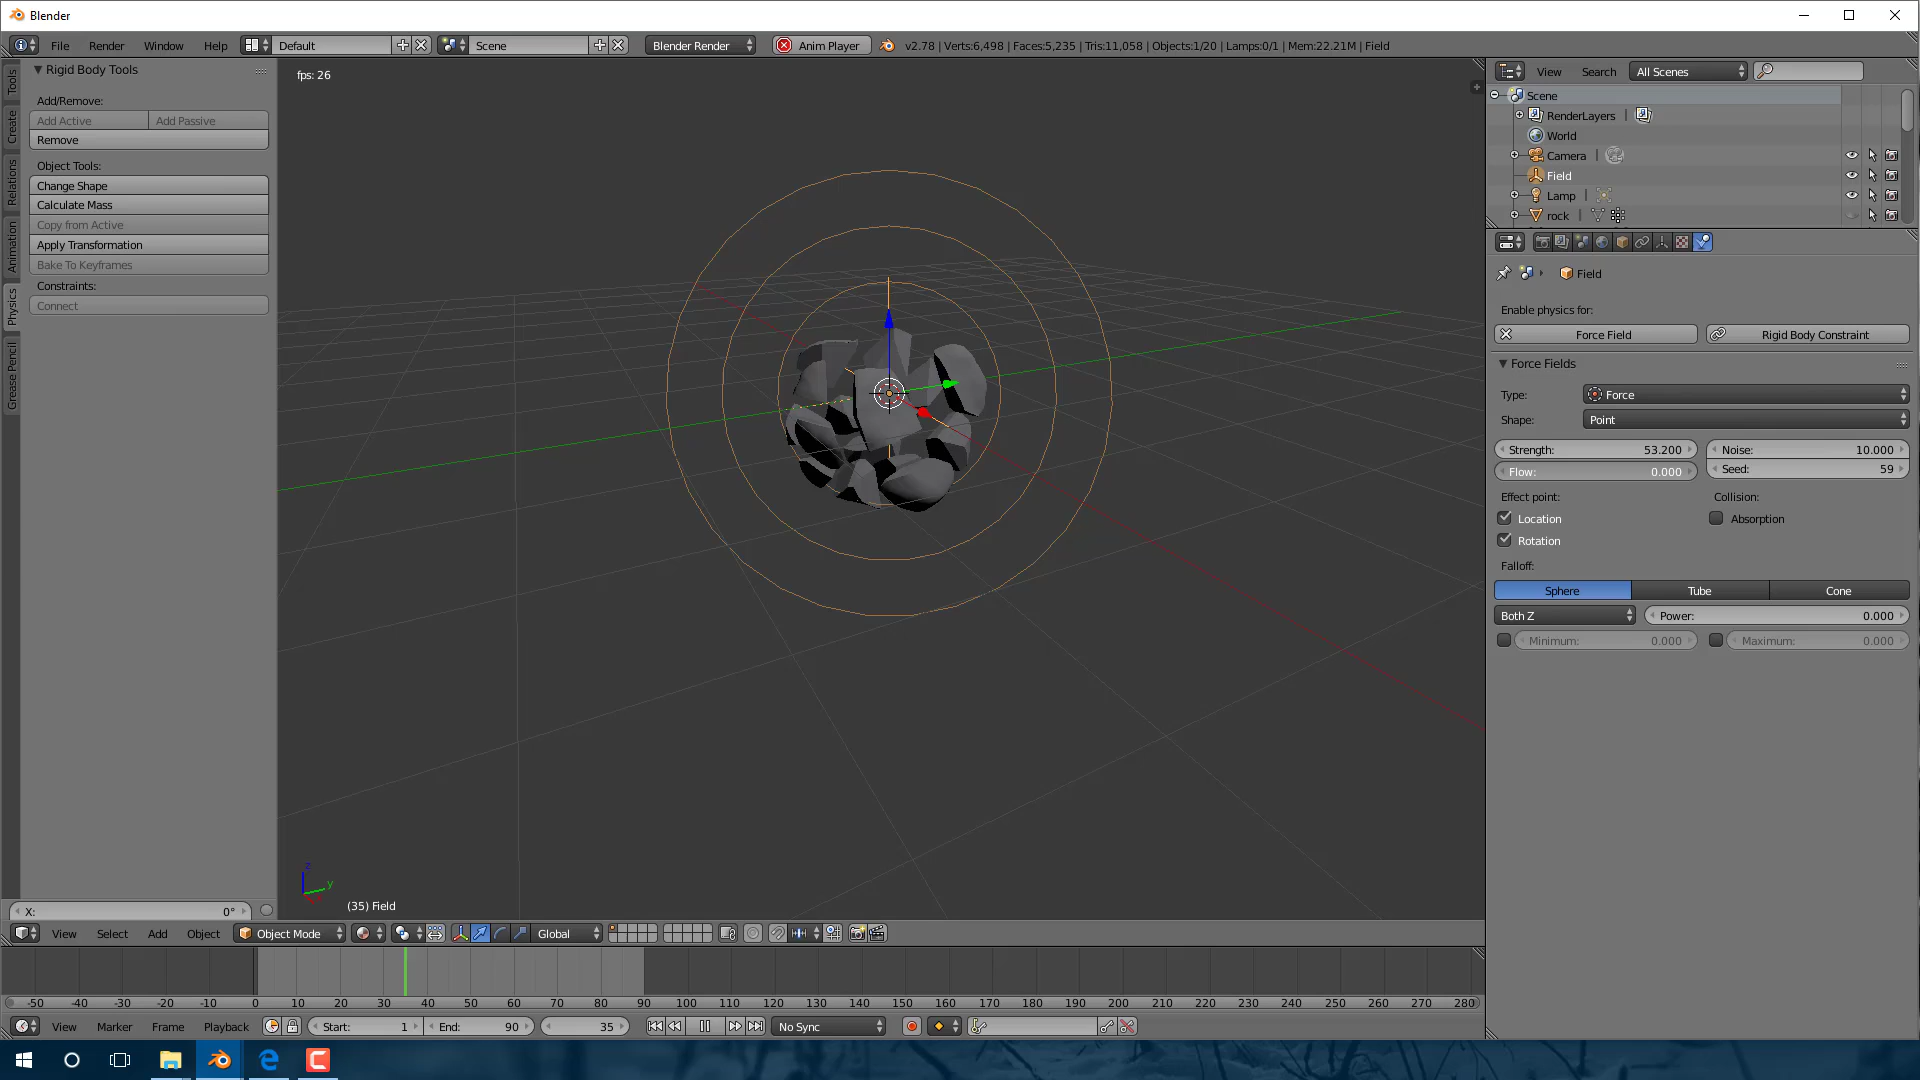 Blender
File Render Window Help Default Scene Blender Render Anim Player v2.78 | Verts:6,498 | Faces:5,235 | Tris:11,058 | Objects:1/20 | Lamps:0/1 | Mem:22.21M | Field
Tools
Create
Relations
Animation
Physics
Grease Pencil
Rigid Body Tools
Add/Remove:
Add Active Add Passive
Remove
Object Tools:
Change Shape
Calculate Mass
Copy from Active
Apply Transformation
Bake To Keyframes
Constraints:
Connect
X: 0°
fps: 26
z
y
(35) Field
View Search All Scenes
Scene
RenderLayers |
World
Camera |
Field
Lamp |
rock |
Field
Enable physics for:
Force Field Rigid Body Constraint
Force Fields
Type: Force
Shape: Point
Strength: 53.200 Noise: 10.000
Flow: 0.000 Seed: 59
Effect point: Collision:
Location Absorption
Rotation
Falloff:
Sphere Tube Cone
Both Z Power: 0.000
Minimum: 0.000 Maximum: 0.000
View Select Add Object Object Mode Global
-50 -40 -30 -20 -10 0 10 20 30 40 50 60 70 80 90 100 110 120 130 140 150 160 170 180 190 200 210 220 230 240 250 260 270 280
View Marker Frame Playback Start: 1 End: 90 35 No Sync